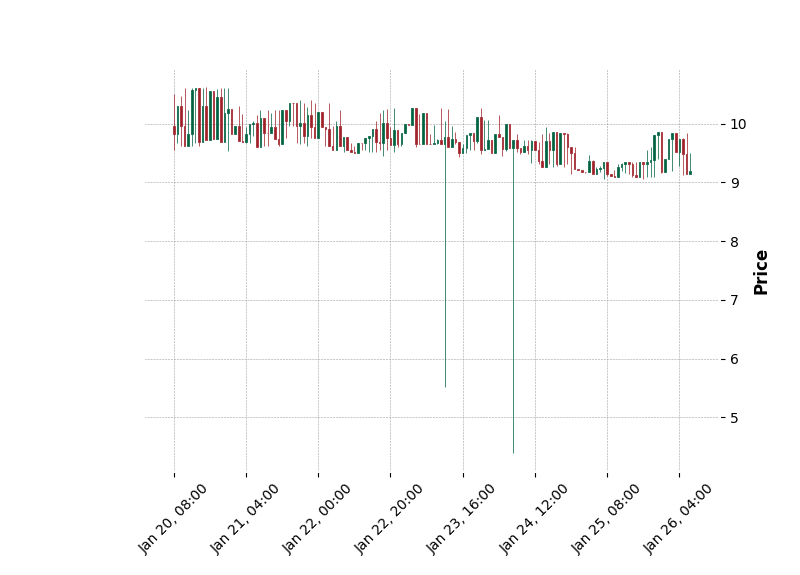 10
9
8
7
6
5
Price
Jan 20, 08:00
Jan 21, 04:00
Jan 22, 00:00
Jan 22, 20:00
Jan 23, 16:00
Jan 24, 12:00
Jan 25, 08:00
Jan 26, 04:00